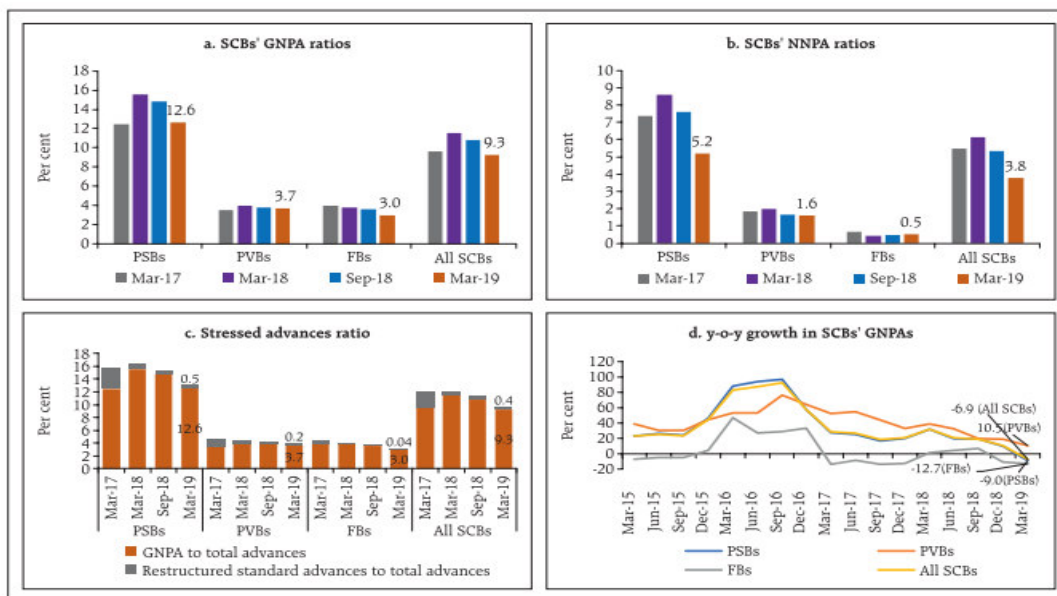 a. SCBs' GNPA ratios
Per cent
18
16
14
12
10
8
6
4
2
0
12.6
3.7
3.0
9.3
PSBs PVBs FBs All SCBs
Mar-17 Mar-18 Sep-18 Mar-19
b. SCBs' NNPA ratios
Per cent
10
9
8
7
6
5
4
3
2
1
0
5.2
1.6
0.5
3.8
PSBs PVBs FBs All SCBs
Mar-17 Mar-18 Sep-18 Mar-19
c. Stressed advances ratio
Per cent
18
16
14
12
10
8
6
4
2
0
0.5
12.6
0.2
3.7
0.04
3.0
0.4
9.3
Mar-17 Mar-18 Sep-18 Mar-19 Mar-17 Mar-18 Sep-18 Mar-19 Mar-17 Mar-18 Sep-18 Mar-19 Mar-17 Mar-18 Sep-18 Mar-19
PSBs PVBs FBs All SCBs
GNPA to total advances
Restructured standard advances to total advances
d. y-o-y growth in SCBs' GNPAs
Per cent
120
100
80
60
40
20
0
-20
-6.9 (All SCBs)
10.5(PVBs)
-12.7(FBs)
-9.0(PSBs)
Mar-15 Jun-15 Sep-15 Dec-15 Mar-16 Jun-16 Sep-16 Dec-16 Mar-17 Jun-17 Sep-17 Dec-17 Mar-18 Jun-18 Sep-18 Dec-18 Mar-19
PSBs PVBs
FBs All SCBs